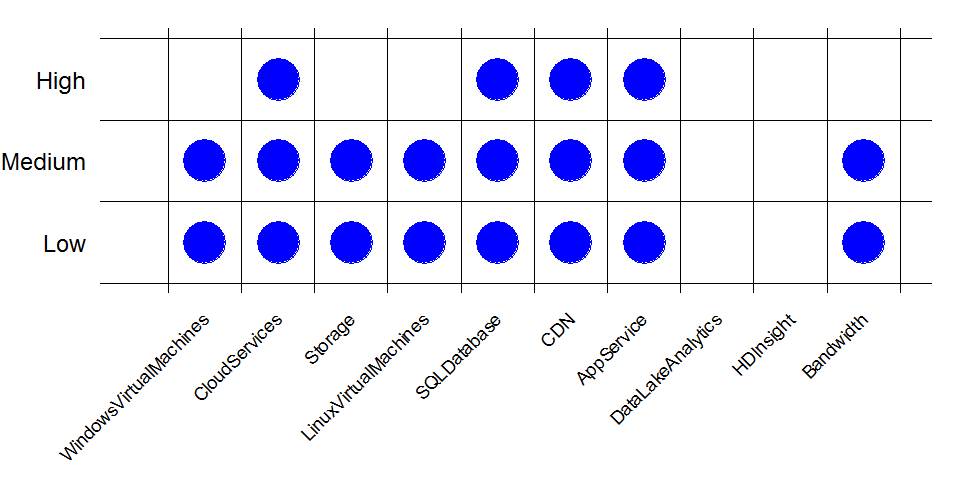 High
Medium
Low
WindowsVirtualMachines
CloudServices
Storage
LinuxVirtualMachines
SQLDatabase
CDN
AppService
DataLakeAnalytics
HDInsight
Bandwidth